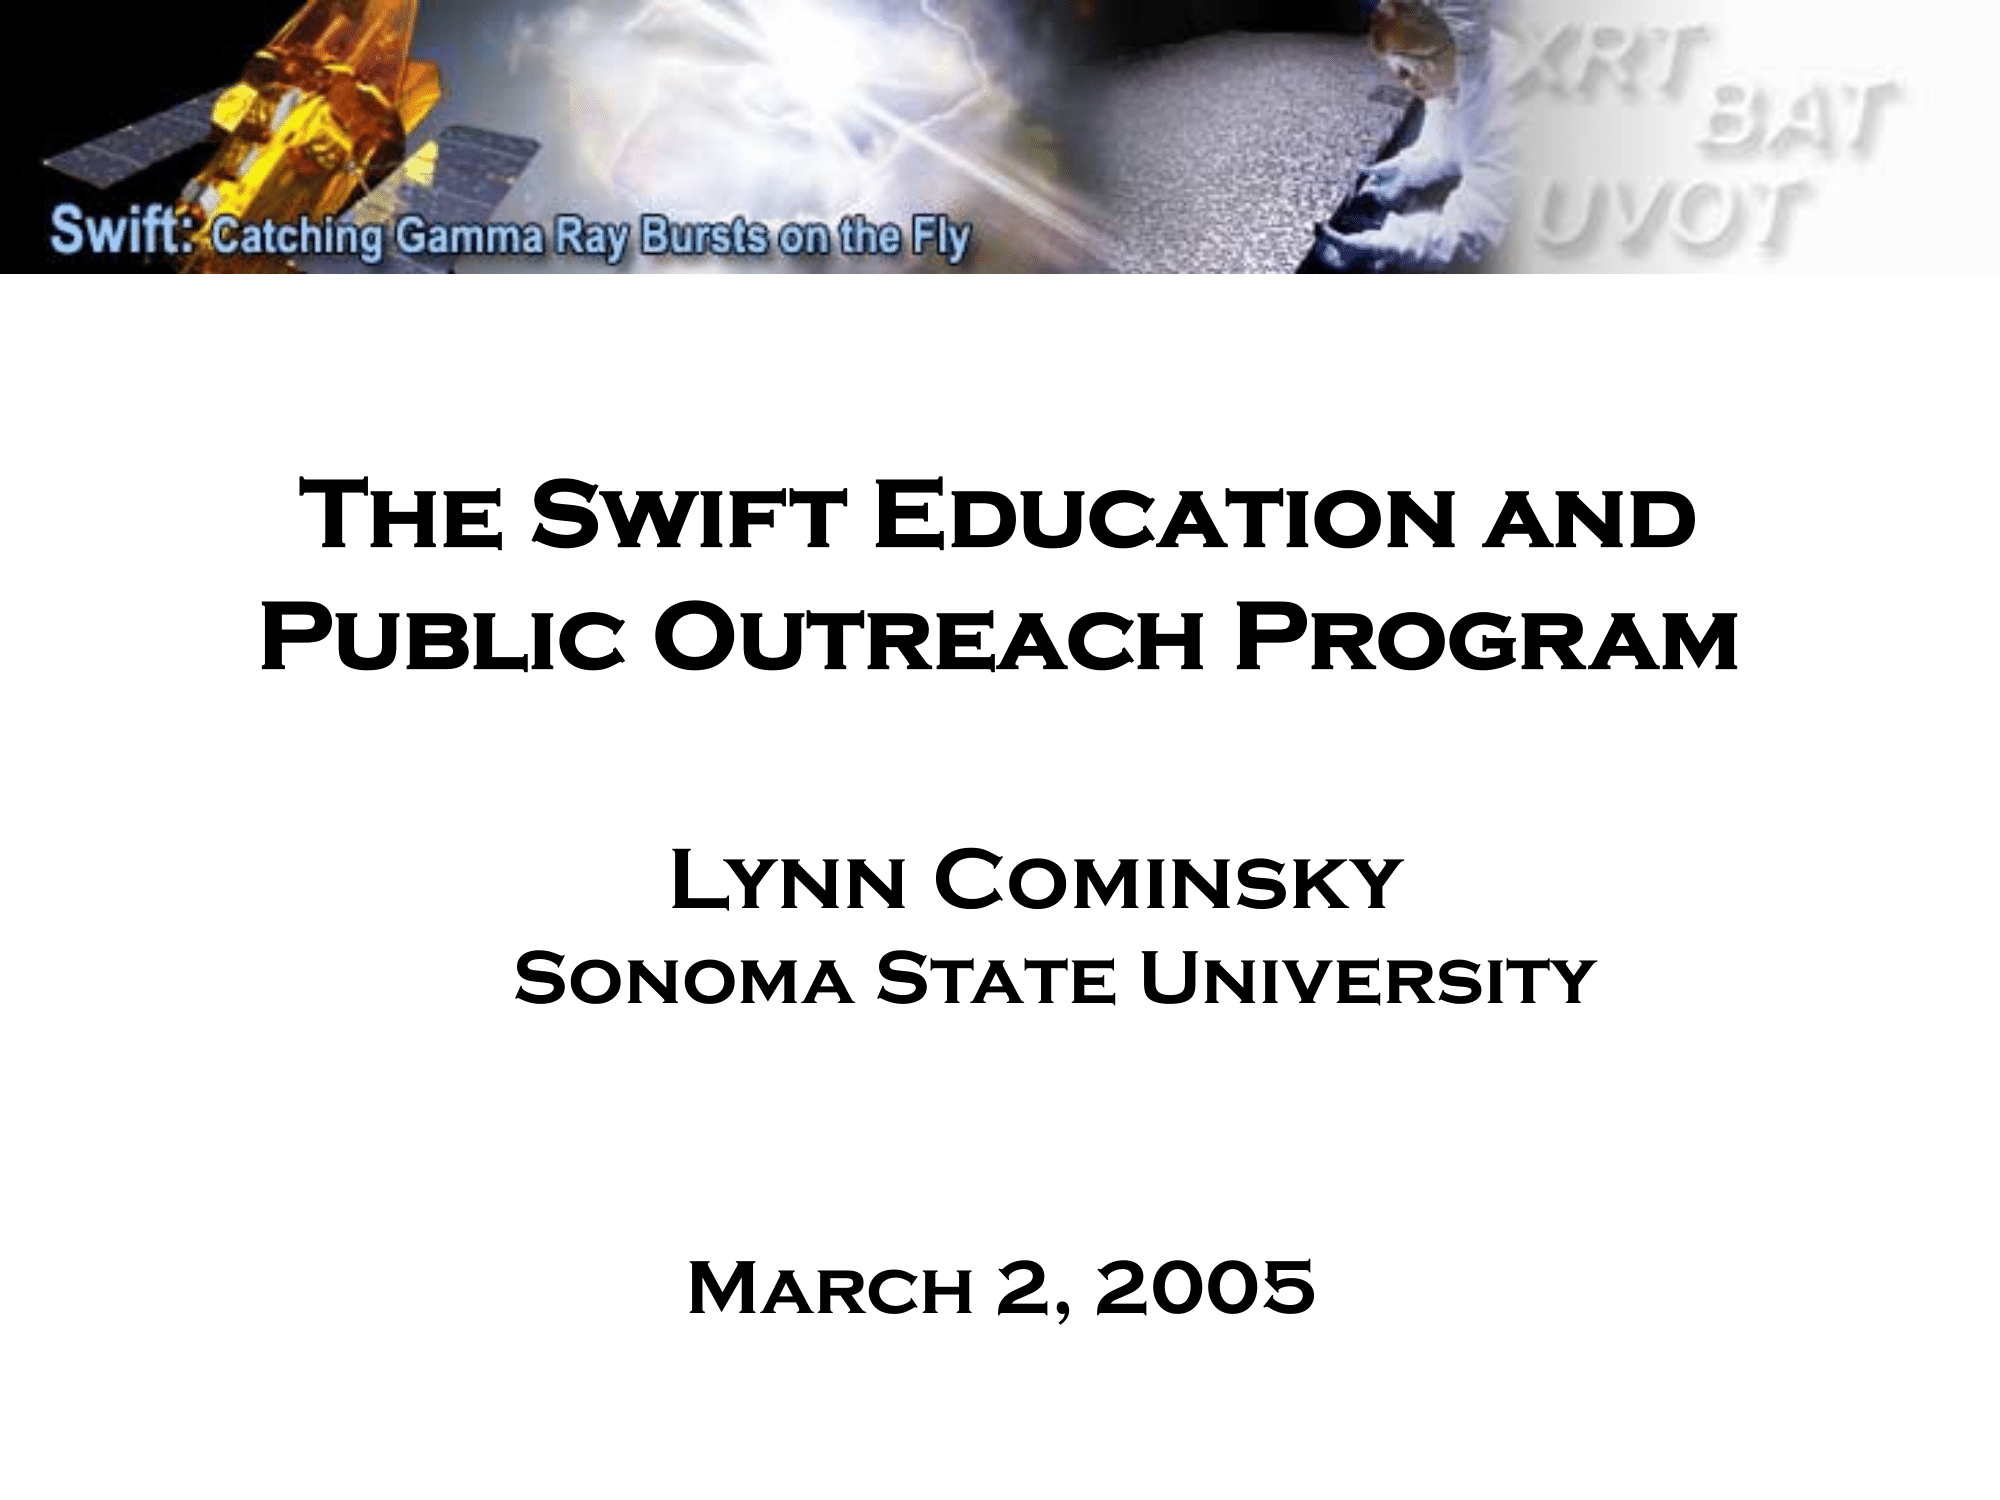 XRT
BAT
UVOT
Swift: Catching Gamma Ray Bursts on the Fly
The Swift Education and
Public Outreach Program
Lynn Cominsky
Sonoma State University
March 2, 2005